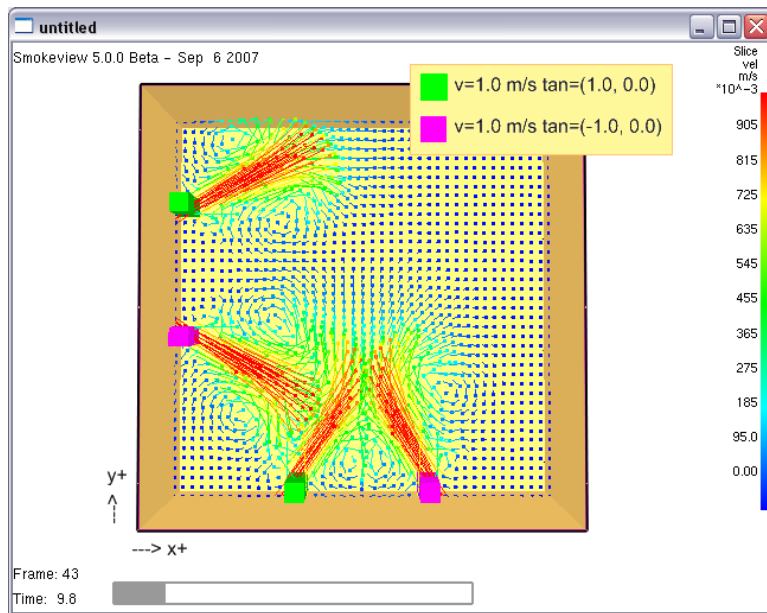 untitled
Smokeview 5.0.0 Beta - Sep 6 2007
Slice
vel
m/s
*10^-3
v=1.0 m/s tan=(1.0, 0.0)
v=1.0 m/s tan=(-1.0, 0.0)
905
815
725
635
545
455
365
275
185
95.0
0.00
y+
---> x+
Frame: 43
Time: 9.8